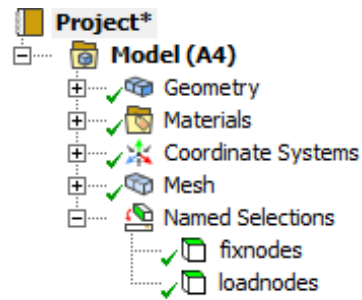 Project*
Model (A4)
Geometry
Materials
Coordinate Systems
Mesh
Named Selections
fixnodes
loadnodes